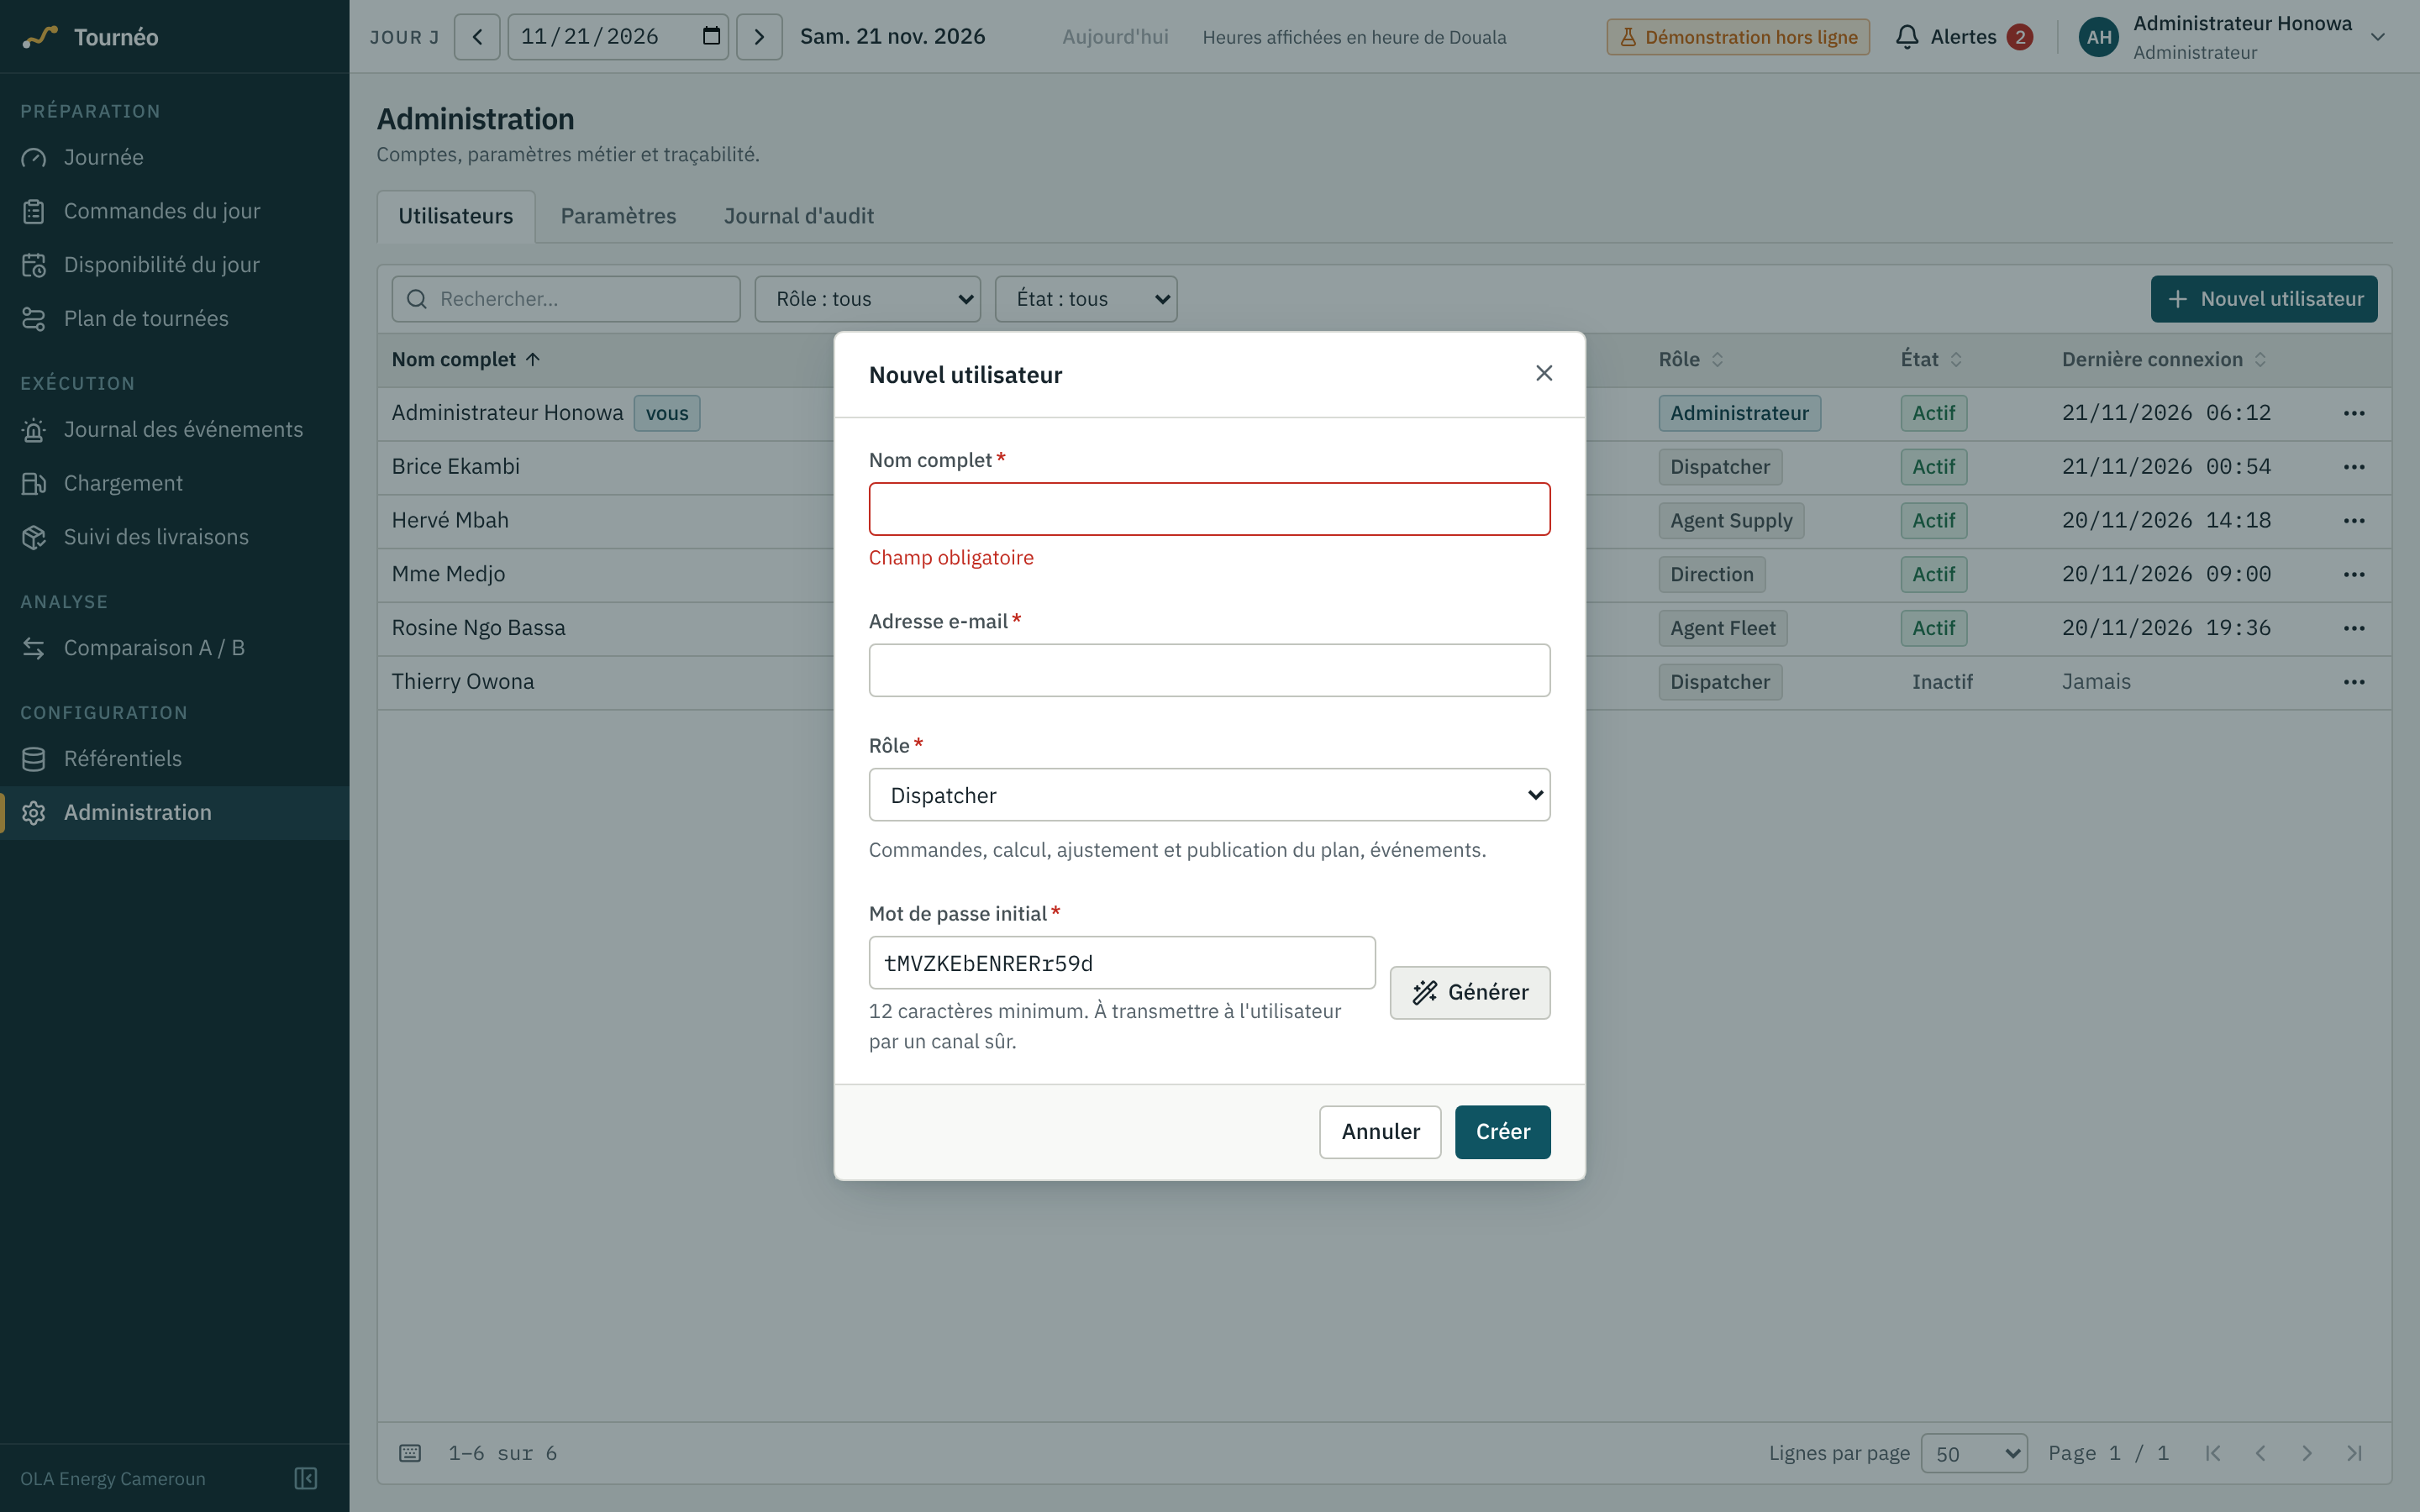 Tournéo
JOUR J
11/21/2026
Sam. 21 nov. 2026
Aujourd'hui
Heures affichées en heure de Douala
Démonstration hors ligne
Alertes 2
AH
Administrateur Honowa
Administrateur
PRÉPARATION
Journée
Commandes du jour
Disponibilité du jour
Plan de tournées
EXÉCUTION
Journal des événements
Chargement
Suivi des livraisons
ANALYSE
Comparaison A / B
CONFIGURATION
Référentiels
Administration
OLA Energy Cameroun
Administration
Comptes, paramètres métier et traçabilité.
Utilisateurs
Paramètres
Journal d'audit
Rechercher...
Rôle : tous
État : tous
Nouvel utilisateur
Nom complet
Rôle
État
Dernière connexion
Administrateur Honowa vous Administrateur Actif 21/11/2026 06:12
Brice Ekambi Dispatcher Actif 21/11/2026 00:54
Hervé Mbah Agent Supply Actif 20/11/2026 14:18
Mme Medjo Direction Actif 20/11/2026 09:00
Rosine Ngo Bassa Agent Fleet Actif 20/11/2026 19:36
Thierry Owona Dispatcher Inactif Jamais
Nouvel utilisateur
Nom complet *
Champ obligatoire
Adresse e-mail *
Rôle *
Dispatcher
Commandes, calcul, ajustement et publication du plan, événements.
Mot de passe initial *
tMVZKEbENRERr59d
Générer
12 caractères minimum. À transmettre à l'utilisateur
par un canal sûr.
Annuler
Créer
1–6 sur 6
Lignes par page
50
Page 1 / 1